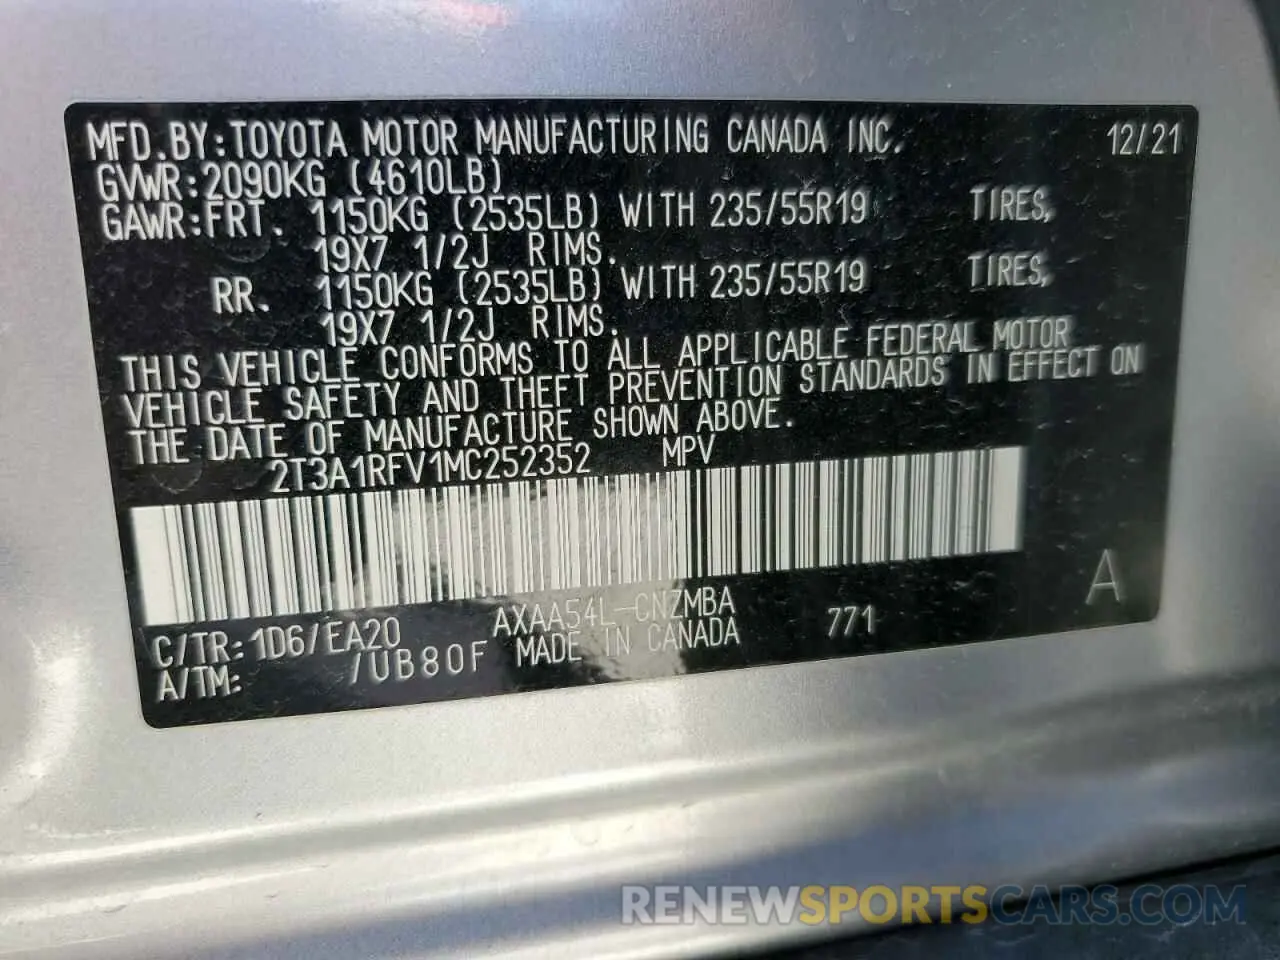 MFD.BY:TOYOTA MOTOR MANUFACTURING CANADA INC. 12/21
GVWR:2090KG (4610LB)
GAWR:FRT. 1150KG (2535LB) WITH 235/55R19 TIRES,
19X7 1/2J RIMS.
RR. 1150KG (2535LB) WITH 235/55R19 TIRES,
19X7 1/2J RIMS.
THIS VEHICLE CONFORMS TO ALL APPLICABLE FEDERAL MOTOR
VEHICLE SAFETY AND THEFT PREVENTION STANDARDS IN EFFECT ON
THE DATE OF MANUFACTURE SHOWN ABOVE.
2T3A1RFV1MC252352 MPV
A
C/TR:1D6/EA20 AXAA54L-CNZMBA 771
A/TM: /UB80F MADE IN CANADA
RENEWSPORTSCARS.COM